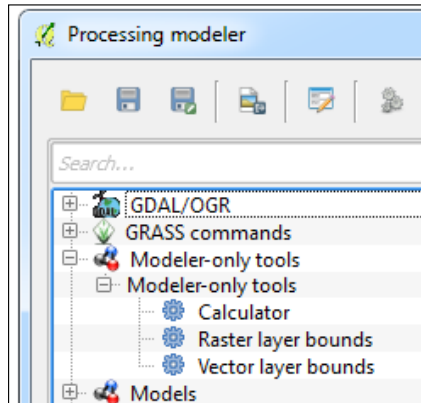 Processing modeler
Search...
GDAL/OGR
GRASS commands
Modeler-only tools
Modeler-only tools
Calculator
Raster layer bounds
Vector layer bounds
Models